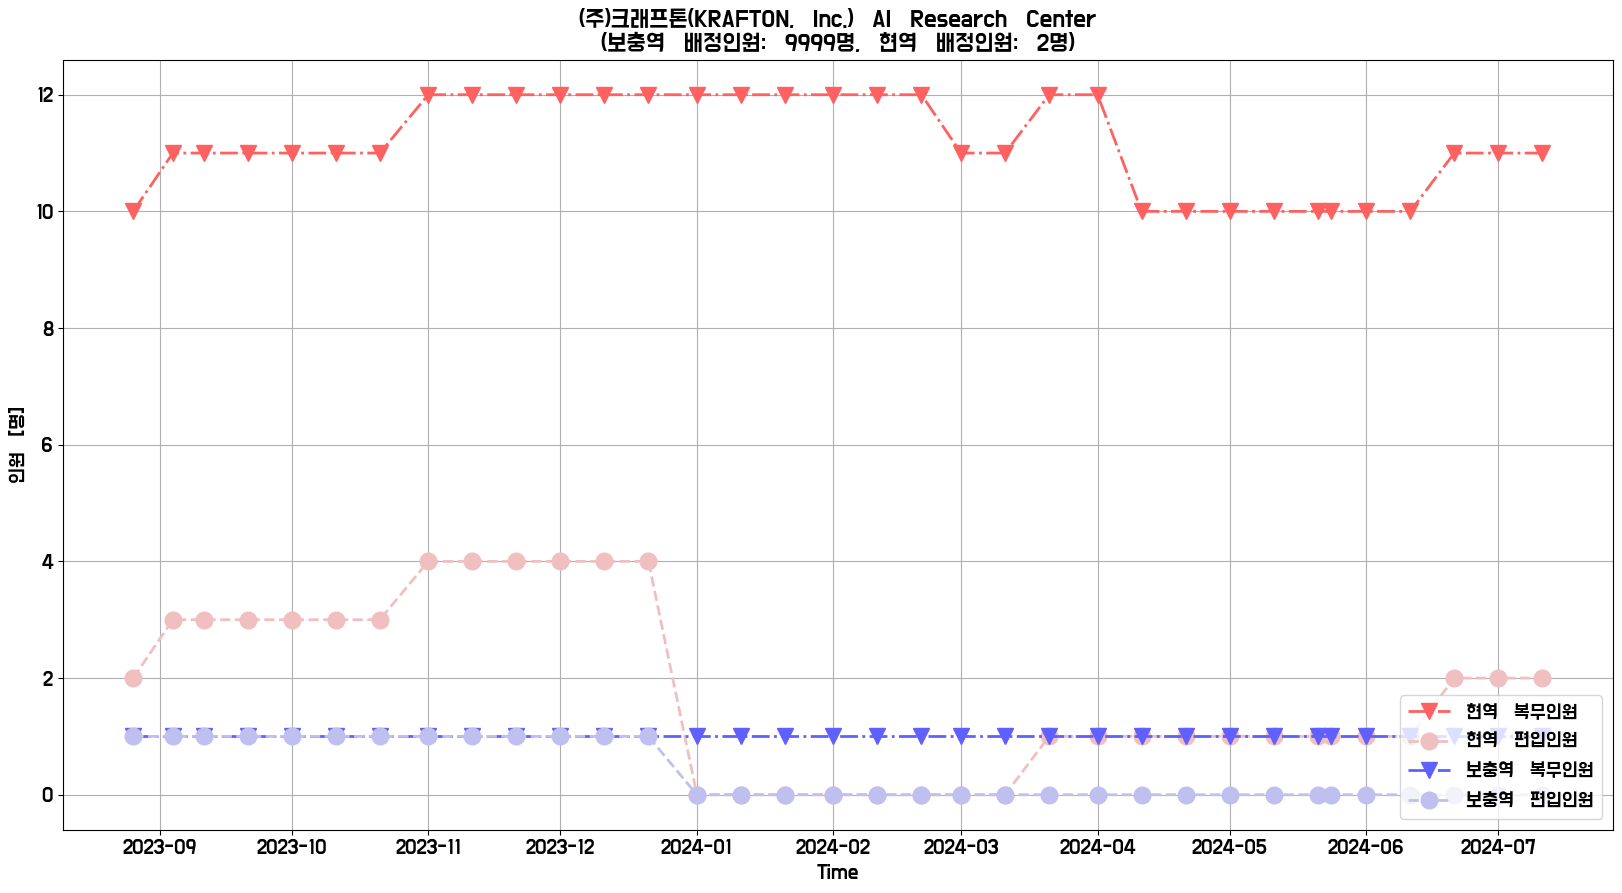 (주)크래프톤(KRAFTON, Inc.) AI Research Center
(보충역 배정인원: 9999명, 현역 배정인원: 2명)
12
10
8
6
4
2
0
인원 [명]
현역 복무인원
현역 편입인원
보충역 복무인원
보충역 편입인원
2023-09 2023-10 2023-11 2023-12 2024-01 2024-02 2024-03 2024-04 2024-05 2024-06 2024-07
Time